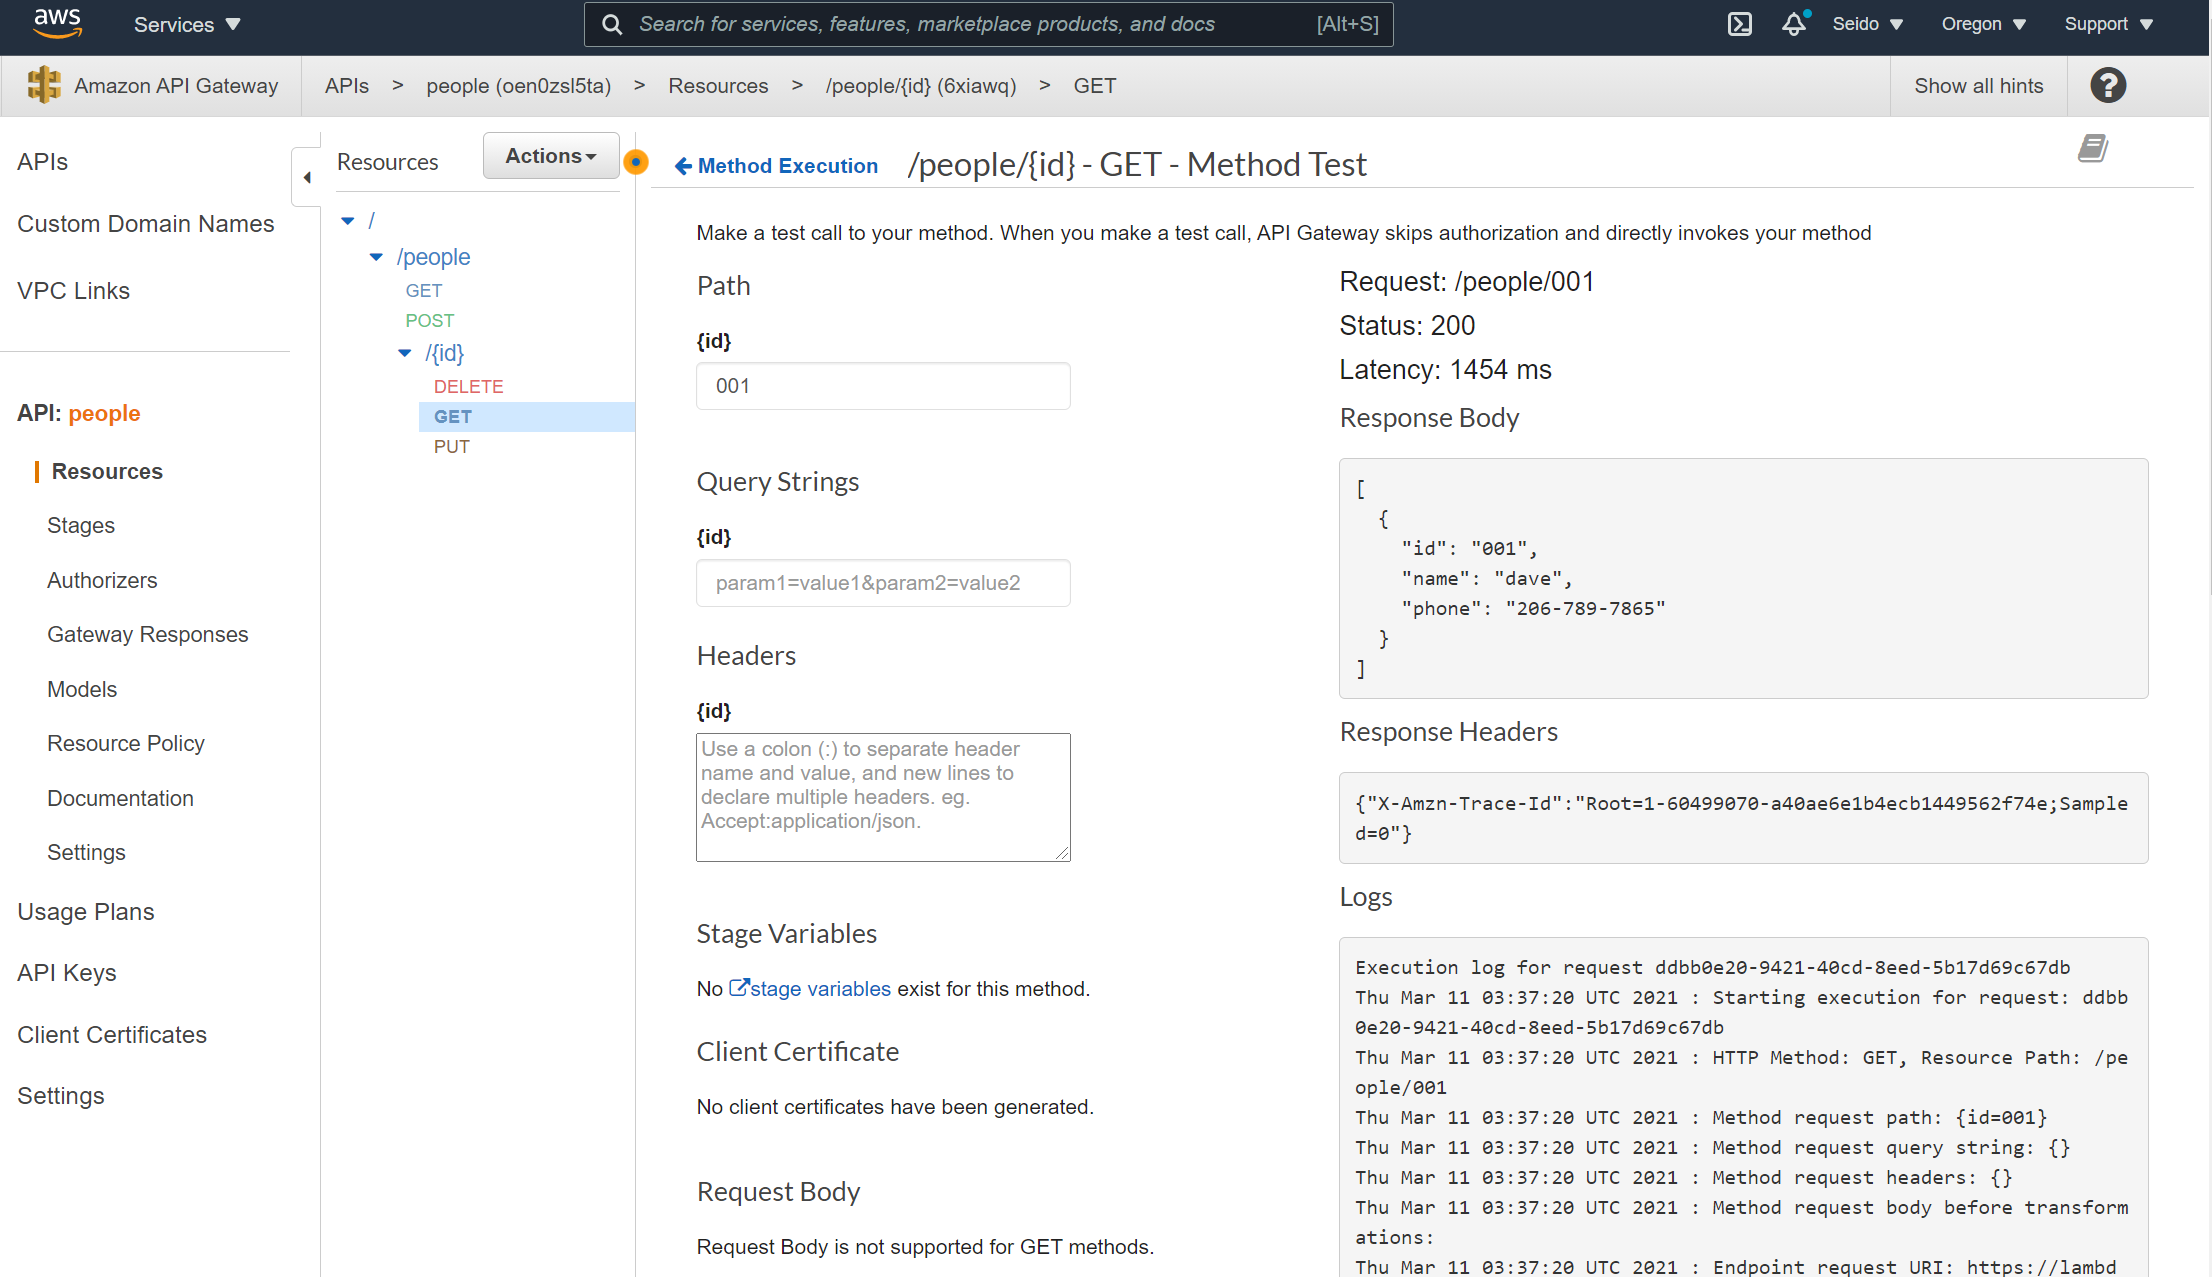 aws
Services ▼
Search for services, features, marketplace products, and docs [Alt+S]
Seido ▼
Oregon ▼
Support ▼
Amazon API Gateway
APIs > people (oen0zsl5ta) > Resources > /people/{id} (6xiawq) > GET
Show all hints
?
APIs
Custom Domain Names
VPC Links
API: people
Resources
Stages
Authorizers
Gateway Responses
Models
Resource Policy
Documentation
Settings
Usage Plans
API Keys
Client Certificates
Settings
Resources
Actions
/
/people
GET
POST
/{id}
DELETE
GET
PUT
Method Execution
/people/{id} - GET - Method Test
Make a test call to your method. When you make a test call, API Gateway skips authorization and directly invokes your method
Path
{id}
001
Query Strings
{id}
param1=value1&param2=value2
Headers
{id}
Use a colon (:) to separate header
name and value, and new lines to
declare multiple headers. eg.
Accept:application/json.
Stage Variables
No stage variables exist for this method.
Client Certificate
No client certificates have been generated.
Request Body
Request Body is not supported for GET methods.
Request: /people/001
Status: 200
Latency: 1454 ms
Response Body
[
{
"id": "001",
"name": "dave",
"phone": "206-789-7865"
}
]
Response Headers
{"X-Amzn-Trace-Id":"Root=1-60499070-a40ae6e1b4ecb1449562f74e;Sample
d=0"}
Logs
Execution log for request ddbb0e20-9421-40cd-8eed-5b17d69c67db
Thu Mar 11 03:37:20 UTC 2021 : Starting execution for request: ddbb
0e20-9421-40cd-8eed-5b17d69c67db
Thu Mar 11 03:37:20 UTC 2021 : HTTP Method: GET, Resource Path: /pe
ople/001
Thu Mar 11 03:37:20 UTC 2021 : Method request path: {id=001}
Thu Mar 11 03:37:20 UTC 2021 : Method request query string: {}
Thu Mar 11 03:37:20 UTC 2021 : Method request headers: {}
Thu Mar 11 03:37:20 UTC 2021 : Method request body before transform
ations:
Thu Mar 11 03:37:20 UTC 2021 : Endpoint request URI: https://lambd